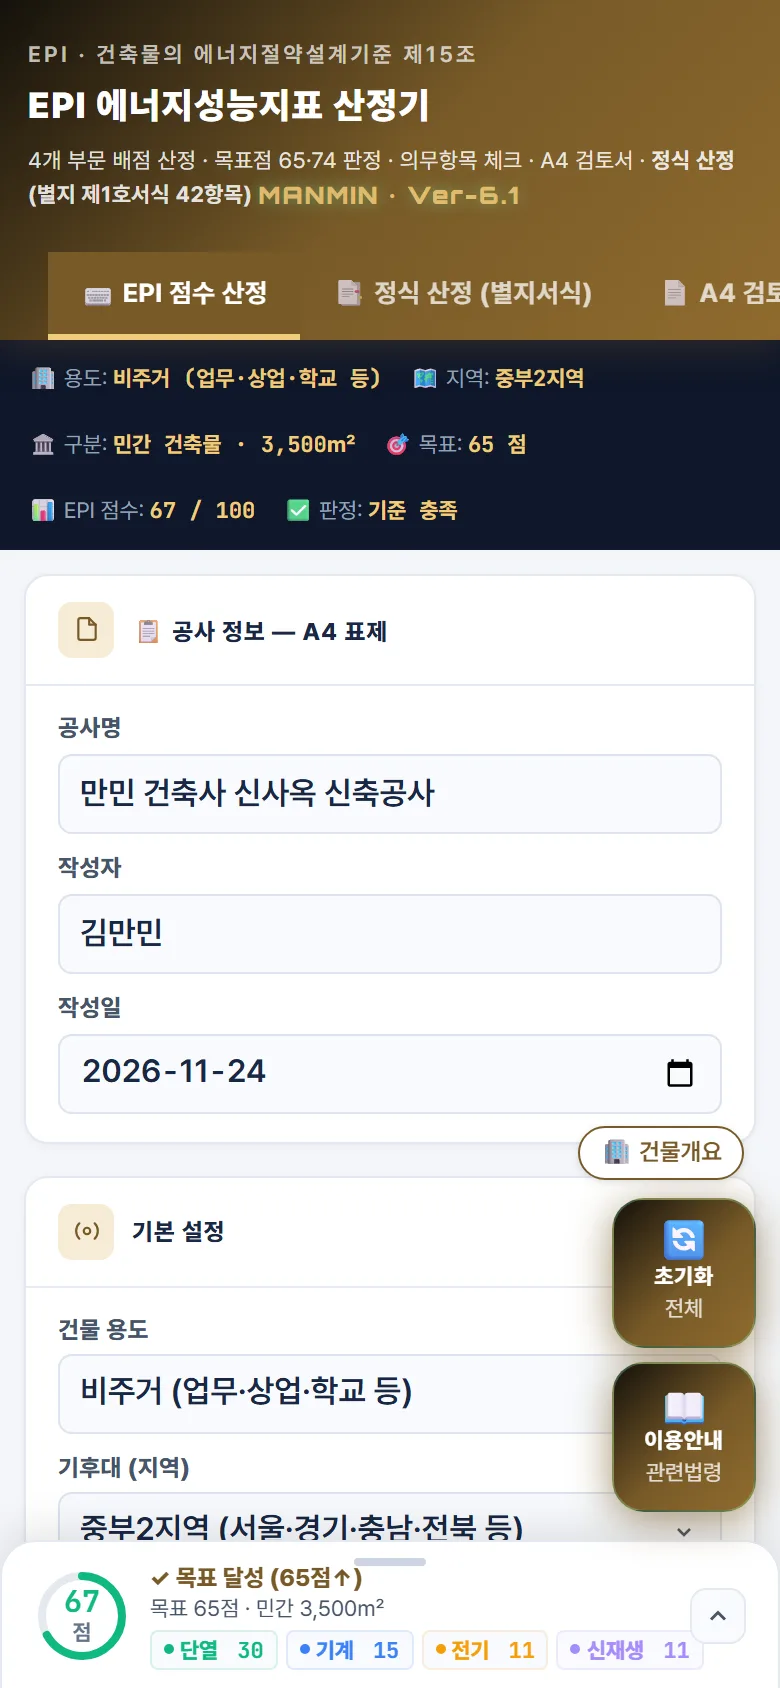 EPI · 건축물의 에너지절약설계기준 제15조
EPI 에너지성능지표 산정기
4개 부문 배점 산정 · 목표점 65·74 판정 · 의무항목 체크 · A4 검토서 · 정식 산정
(별지 제1호서식 42항목) MANMIN · Ver-6.1
EPI 점수 산정 정식 산정 (별지서식) A4 검토
용도: 비주거 (업무·상업·학교 등) 지역: 중부2지역
구분: 민간 건축물 · 3,500m² 목표: 65 점
EPI 점수: 67 / 100 판정: 기준 충족
공사 정보 — A4 표제
공사명
만민 건축사 신사옥 신축공사
작성자
김만민
작성일
2026-11-24
건물개요
기본 설정
초기화
전체
건물 용도
비주거 (업무·상업·학교 등)
이용안내
관련법령
기후대 (지역)
중부2지역 (서울·경기·충남·전북 등)
67
점
✓ 목표 달성 (65점↑)
목표 65점 · 민간 3,500m²
단열 30 기계 15 전기 11 신재생 11